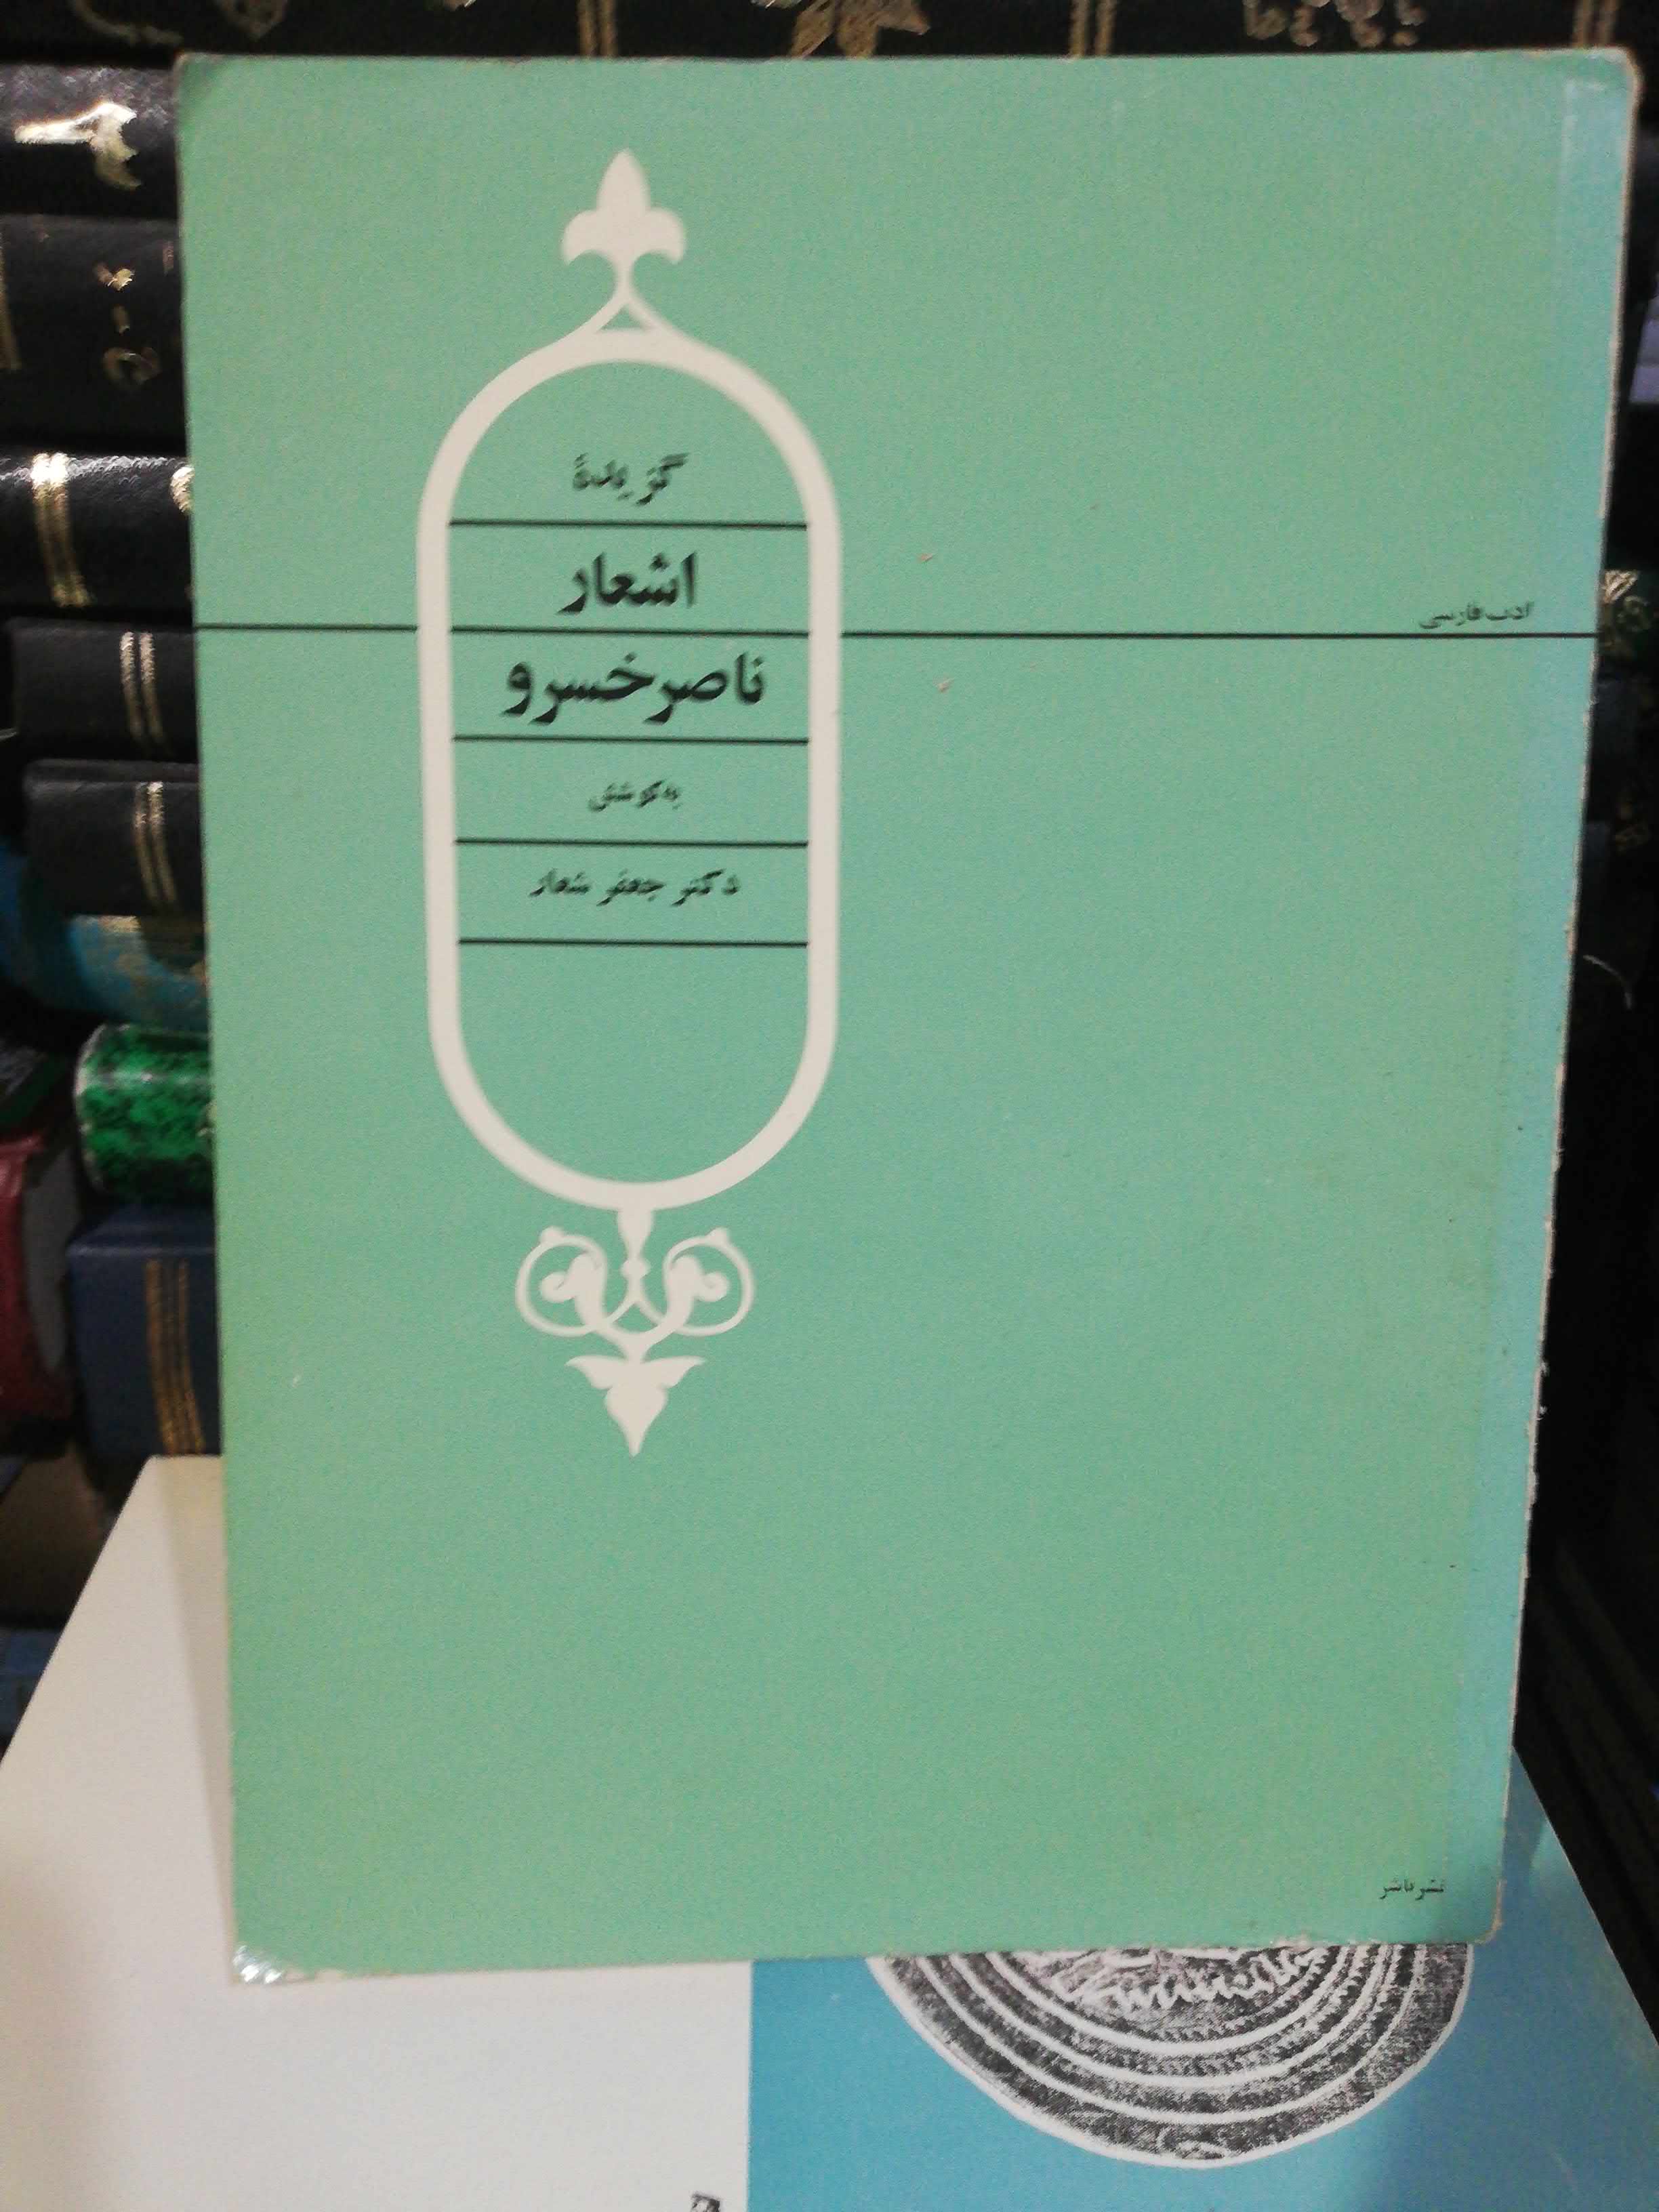 گزیدهٔ
اشعار
ادب فارسی
ناصرخسرو
به‌کوشش
دکتر جعفر شعار
نشر ناشر